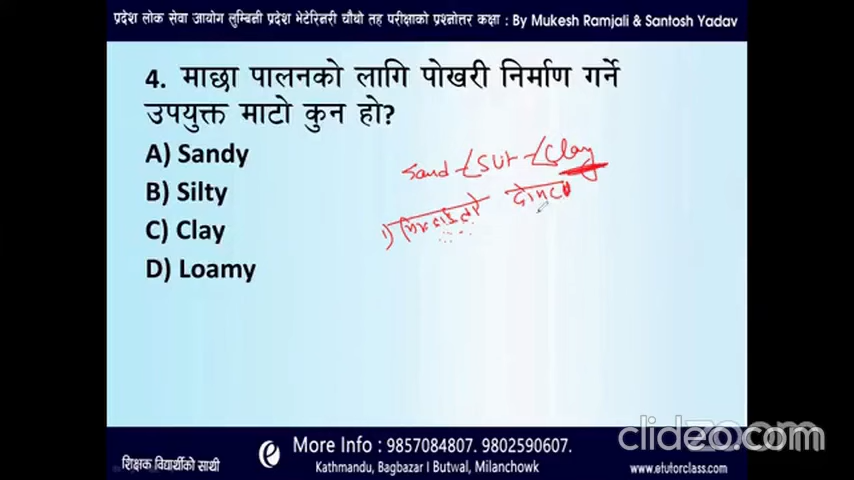 प्रदेश लोक सेवा आयोग लुम्बिनी प्रदेश भेटेरिनरी चौथो तह परीक्षाको प्रश्नोतर कक्षा : By Mukesh Ramjali & Santosh Yadav
4. माछा पालनको लागि पोखरी निर्माण गर्ने
उपयुक्त माटो कुन हो?
A) Sandy
Sand < Silt < Clay
B) Silty
C) Clay
D) Loamy
clideo.com
zoom
More Info : 9857084807. 9802590607.
शिक्षक विद्यार्थीको साथी
Kathmandu, Bagbazar I Butwal, Milanchowk
www.etutorclass.com